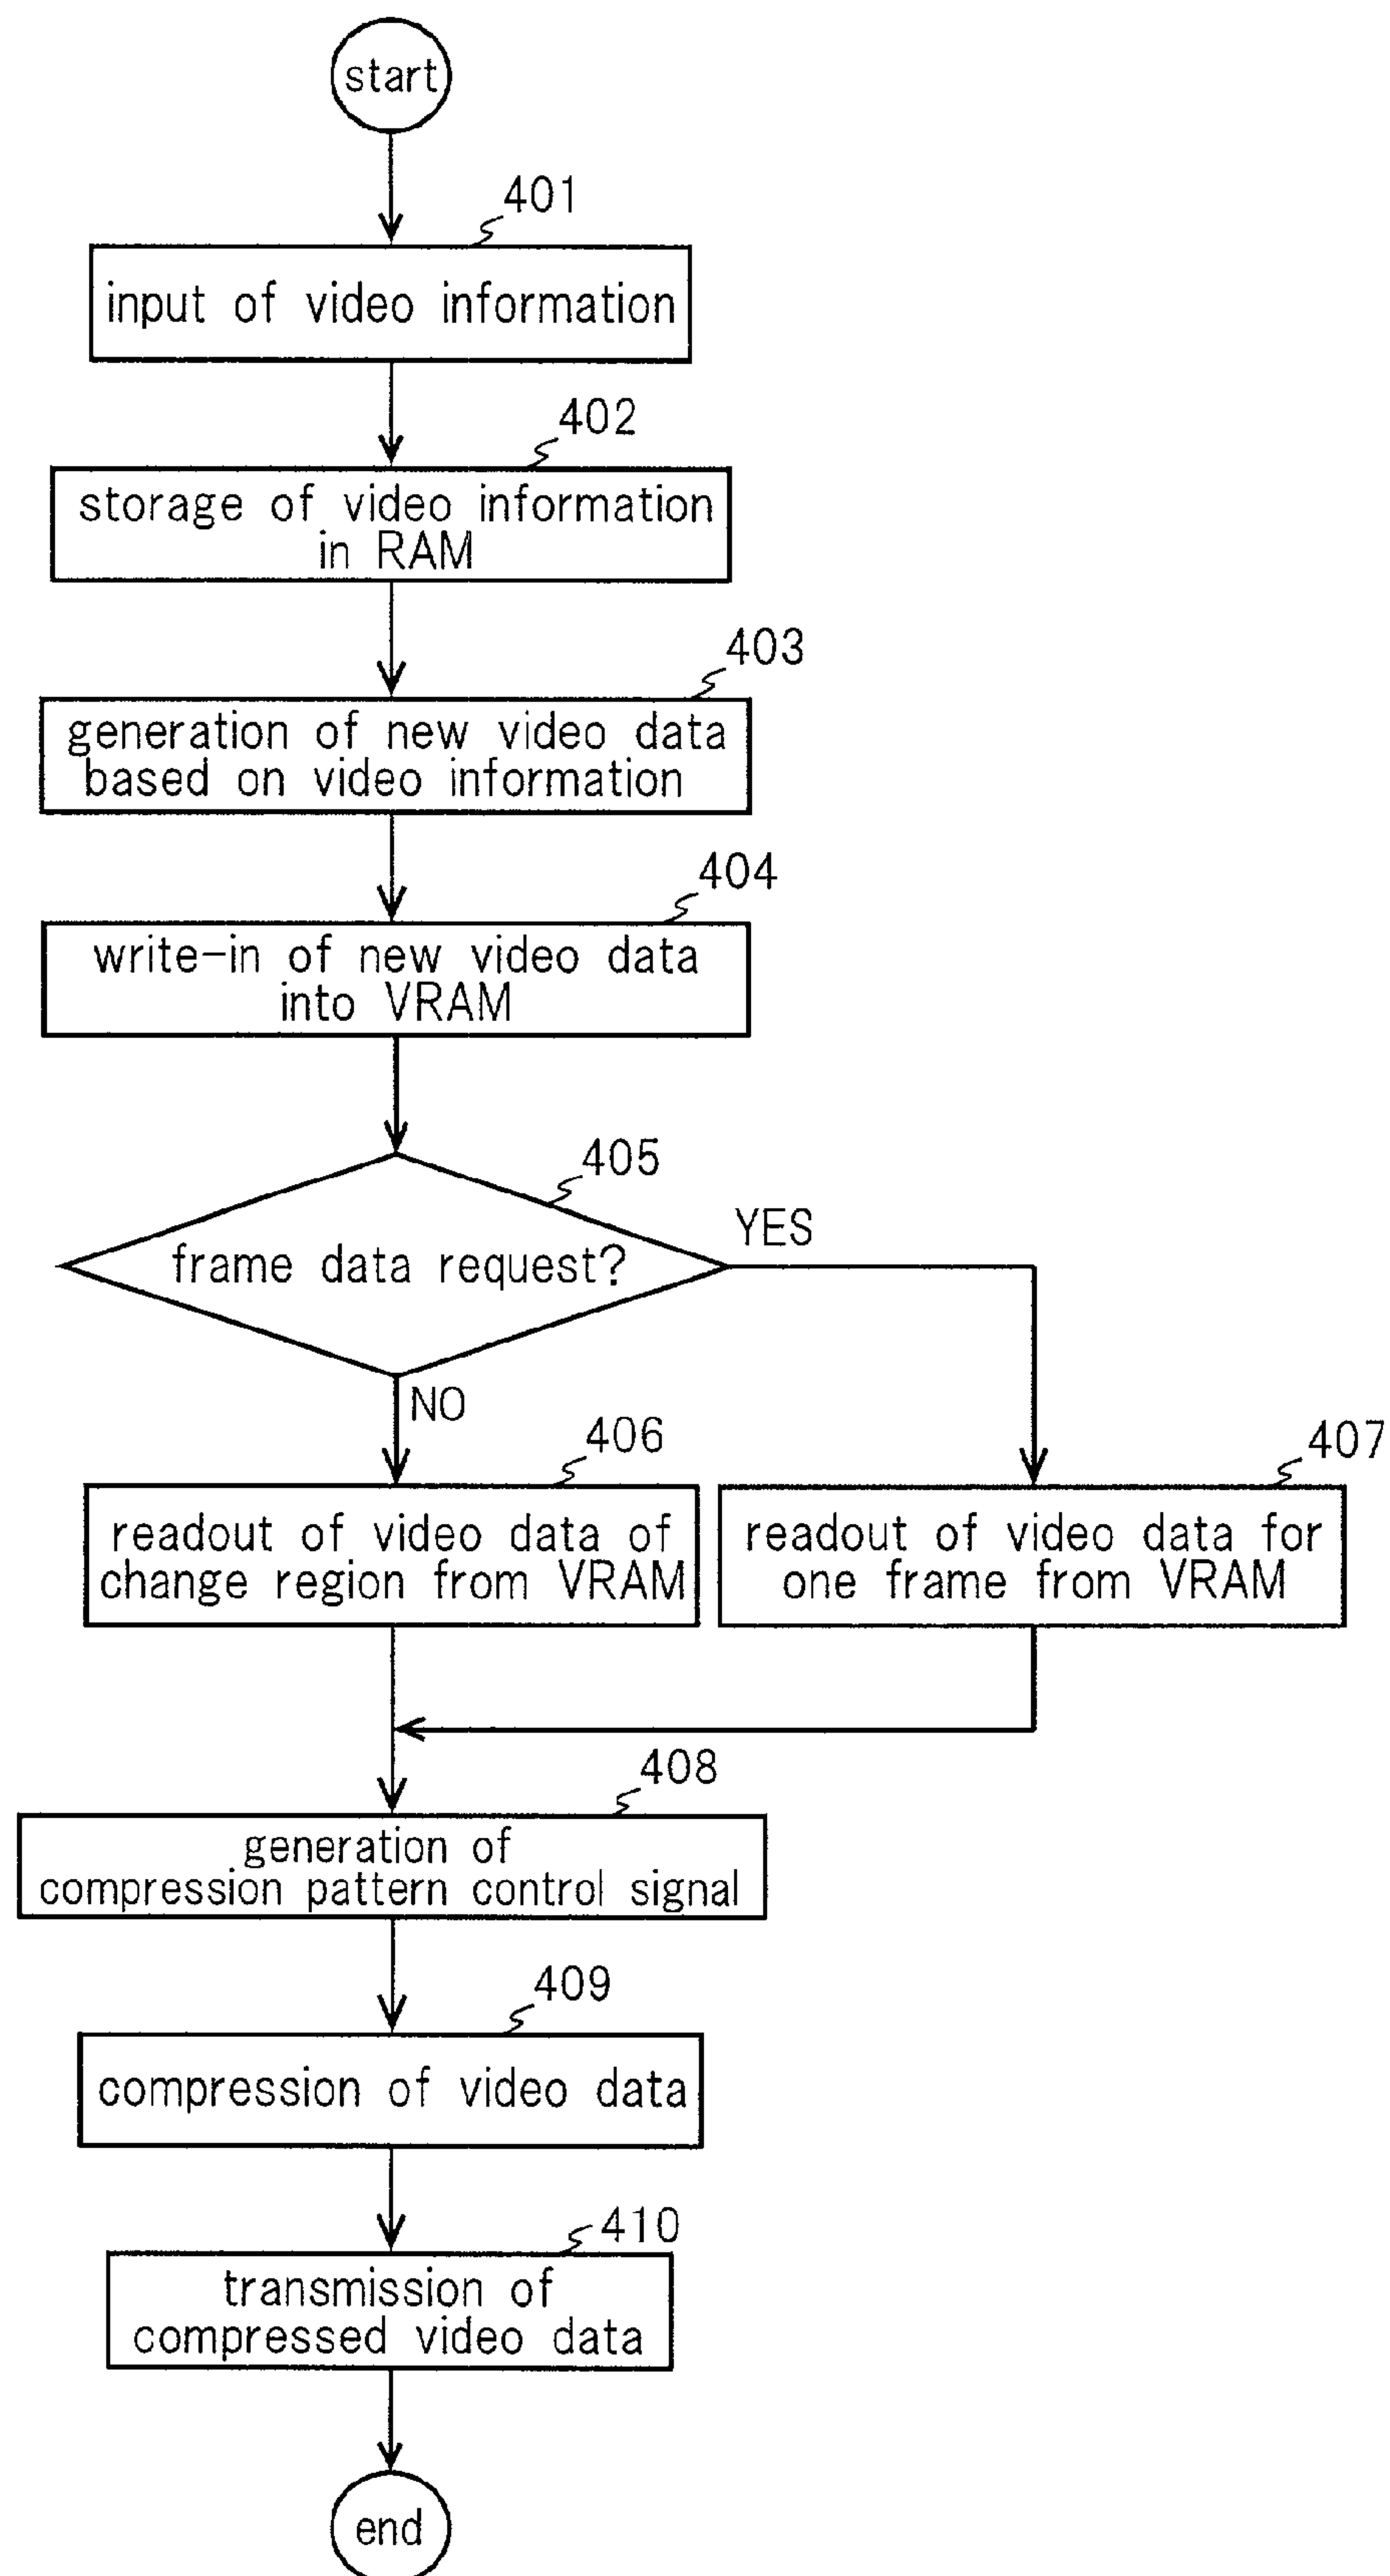 start
401
input of video information
402
storage of video information
in RAM
403
generation of new video data
based on video information
404
write-in of new video data
into VRAM
405
frame data request?
YES
NO
406
readout of video data of
change region from VRAM
407
readout of video data for
one frame from VRAM
408
generation of
compression pattern control signal
409
compression of video data
410
transmission of
compressed video data
end